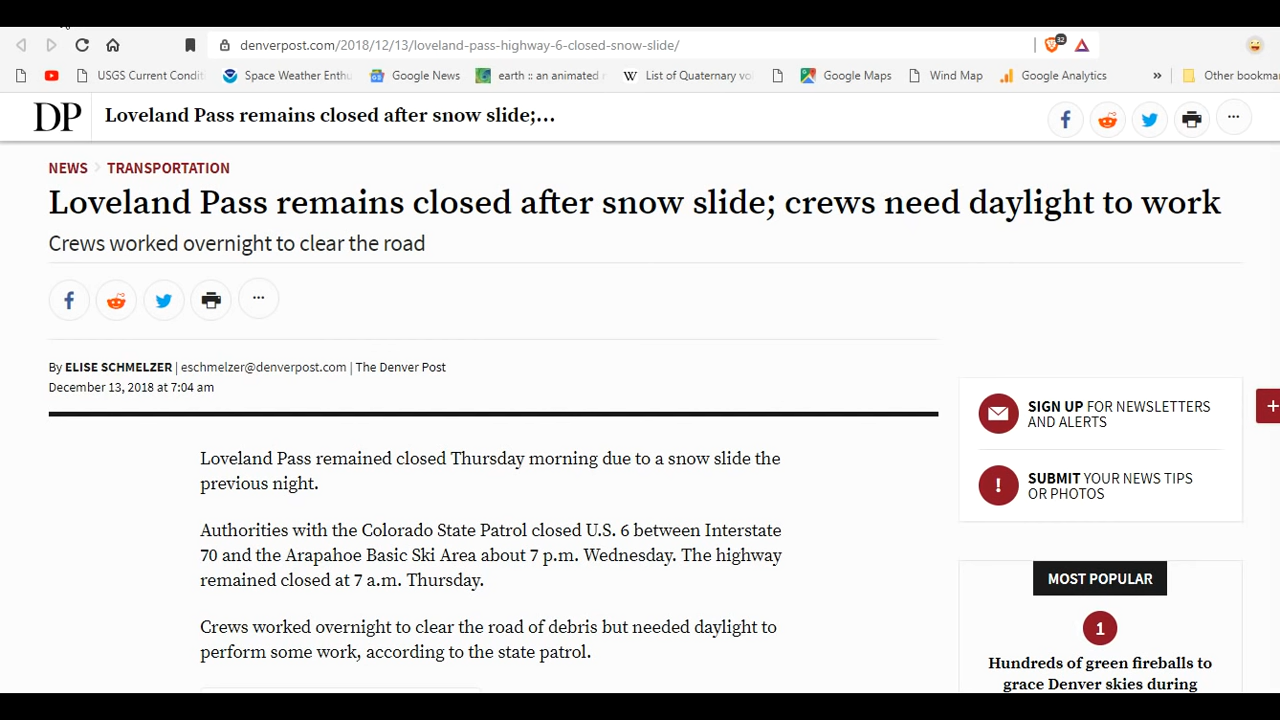 denverpost.com/2018/12/13/loveland-pass-highway-6-closed-snow-slide/
32
USGS Current Condit
Space Weather Enthu
Google News
earth :: an animated
W List of Quaternary vo
Google Maps
Wind Map
Google Analytics
»
Other bookma
DP
Loveland Pass remains closed after snow slide;...
NEWS > TRANSPORTATION
Loveland Pass remains closed after snow slide; crews need daylight to work
Crews worked overnight to clear the road
By ELISE SCHMELZER | eschmelzer@denverpost.com | The Denver Post
December 13, 2018 at 7:04 am
Loveland Pass remained closed Thursday morning due to a snow slide the
previous night.
Authorities with the Colorado State Patrol closed U.S. 6 between Interstate
70 and the Arapahoe Basic Ski Area about 7 p.m. Wednesday. The highway
remained closed at 7 a.m. Thursday.
Crews worked overnight to clear the road of debris but needed daylight to
perform some work, according to the state patrol.
SIGN UP FOR NEWSLETTERS
AND ALERTS
! SUBMIT YOUR NEWS TIPS
OR PHOTOS
MOST POPULAR
1
Hundreds of green fireballs to
grace Denver skies during